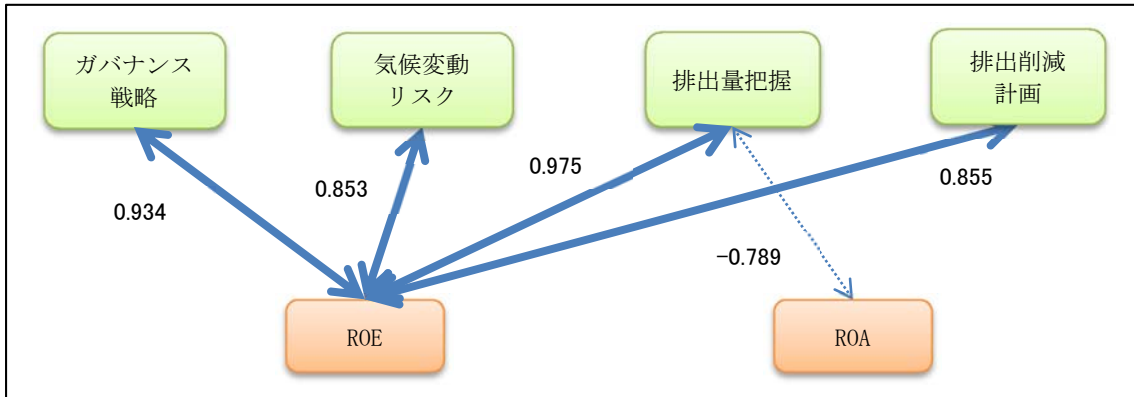 ガバナンス
戦略
気候変動
リスク
排出量把握
排出削減
計画
0.934
0.853
0.975
0.855
-0.789
ROE
ROA